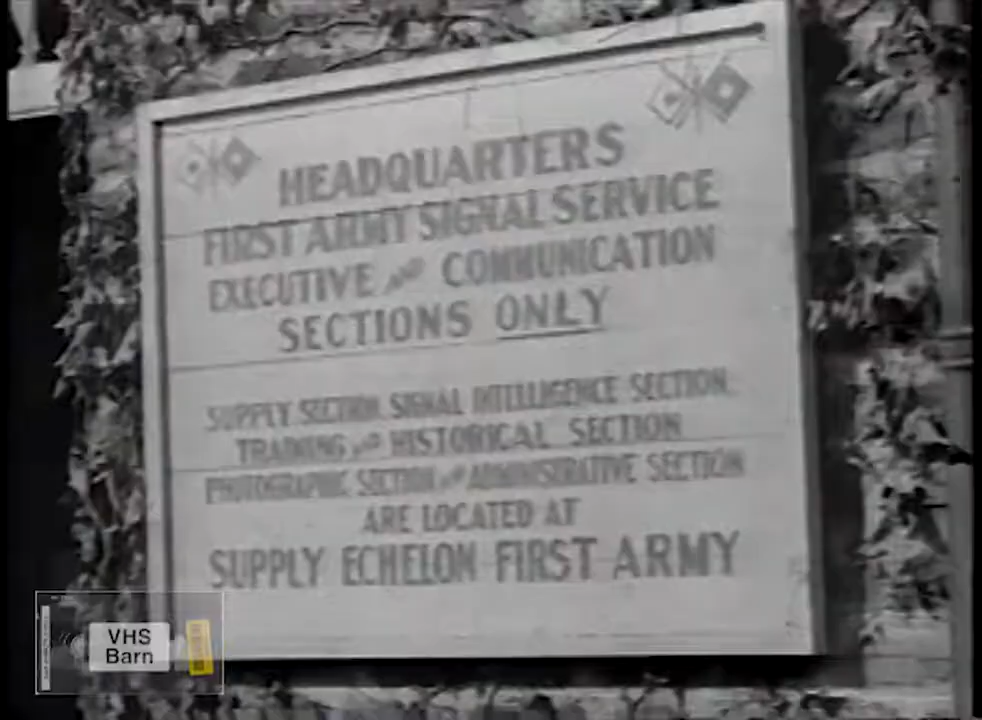 HEADQUARTERS
FIRST ARMY SIGNAL SERVICE
EXECUTIVE AND COMMUNICATION
SECTIONS ONLY
SUPPLY SECTION, SIGNAL INTELLIGENCE SECTION,
TRAINING AND HISTORICAL SECTION
PHOTOGRAPHIC SECTION AND ADMINISTRATIVE SECTION
ARE LOCATED AT
SUPPLY ECHELON FIRST ARMY
VHS
Barn